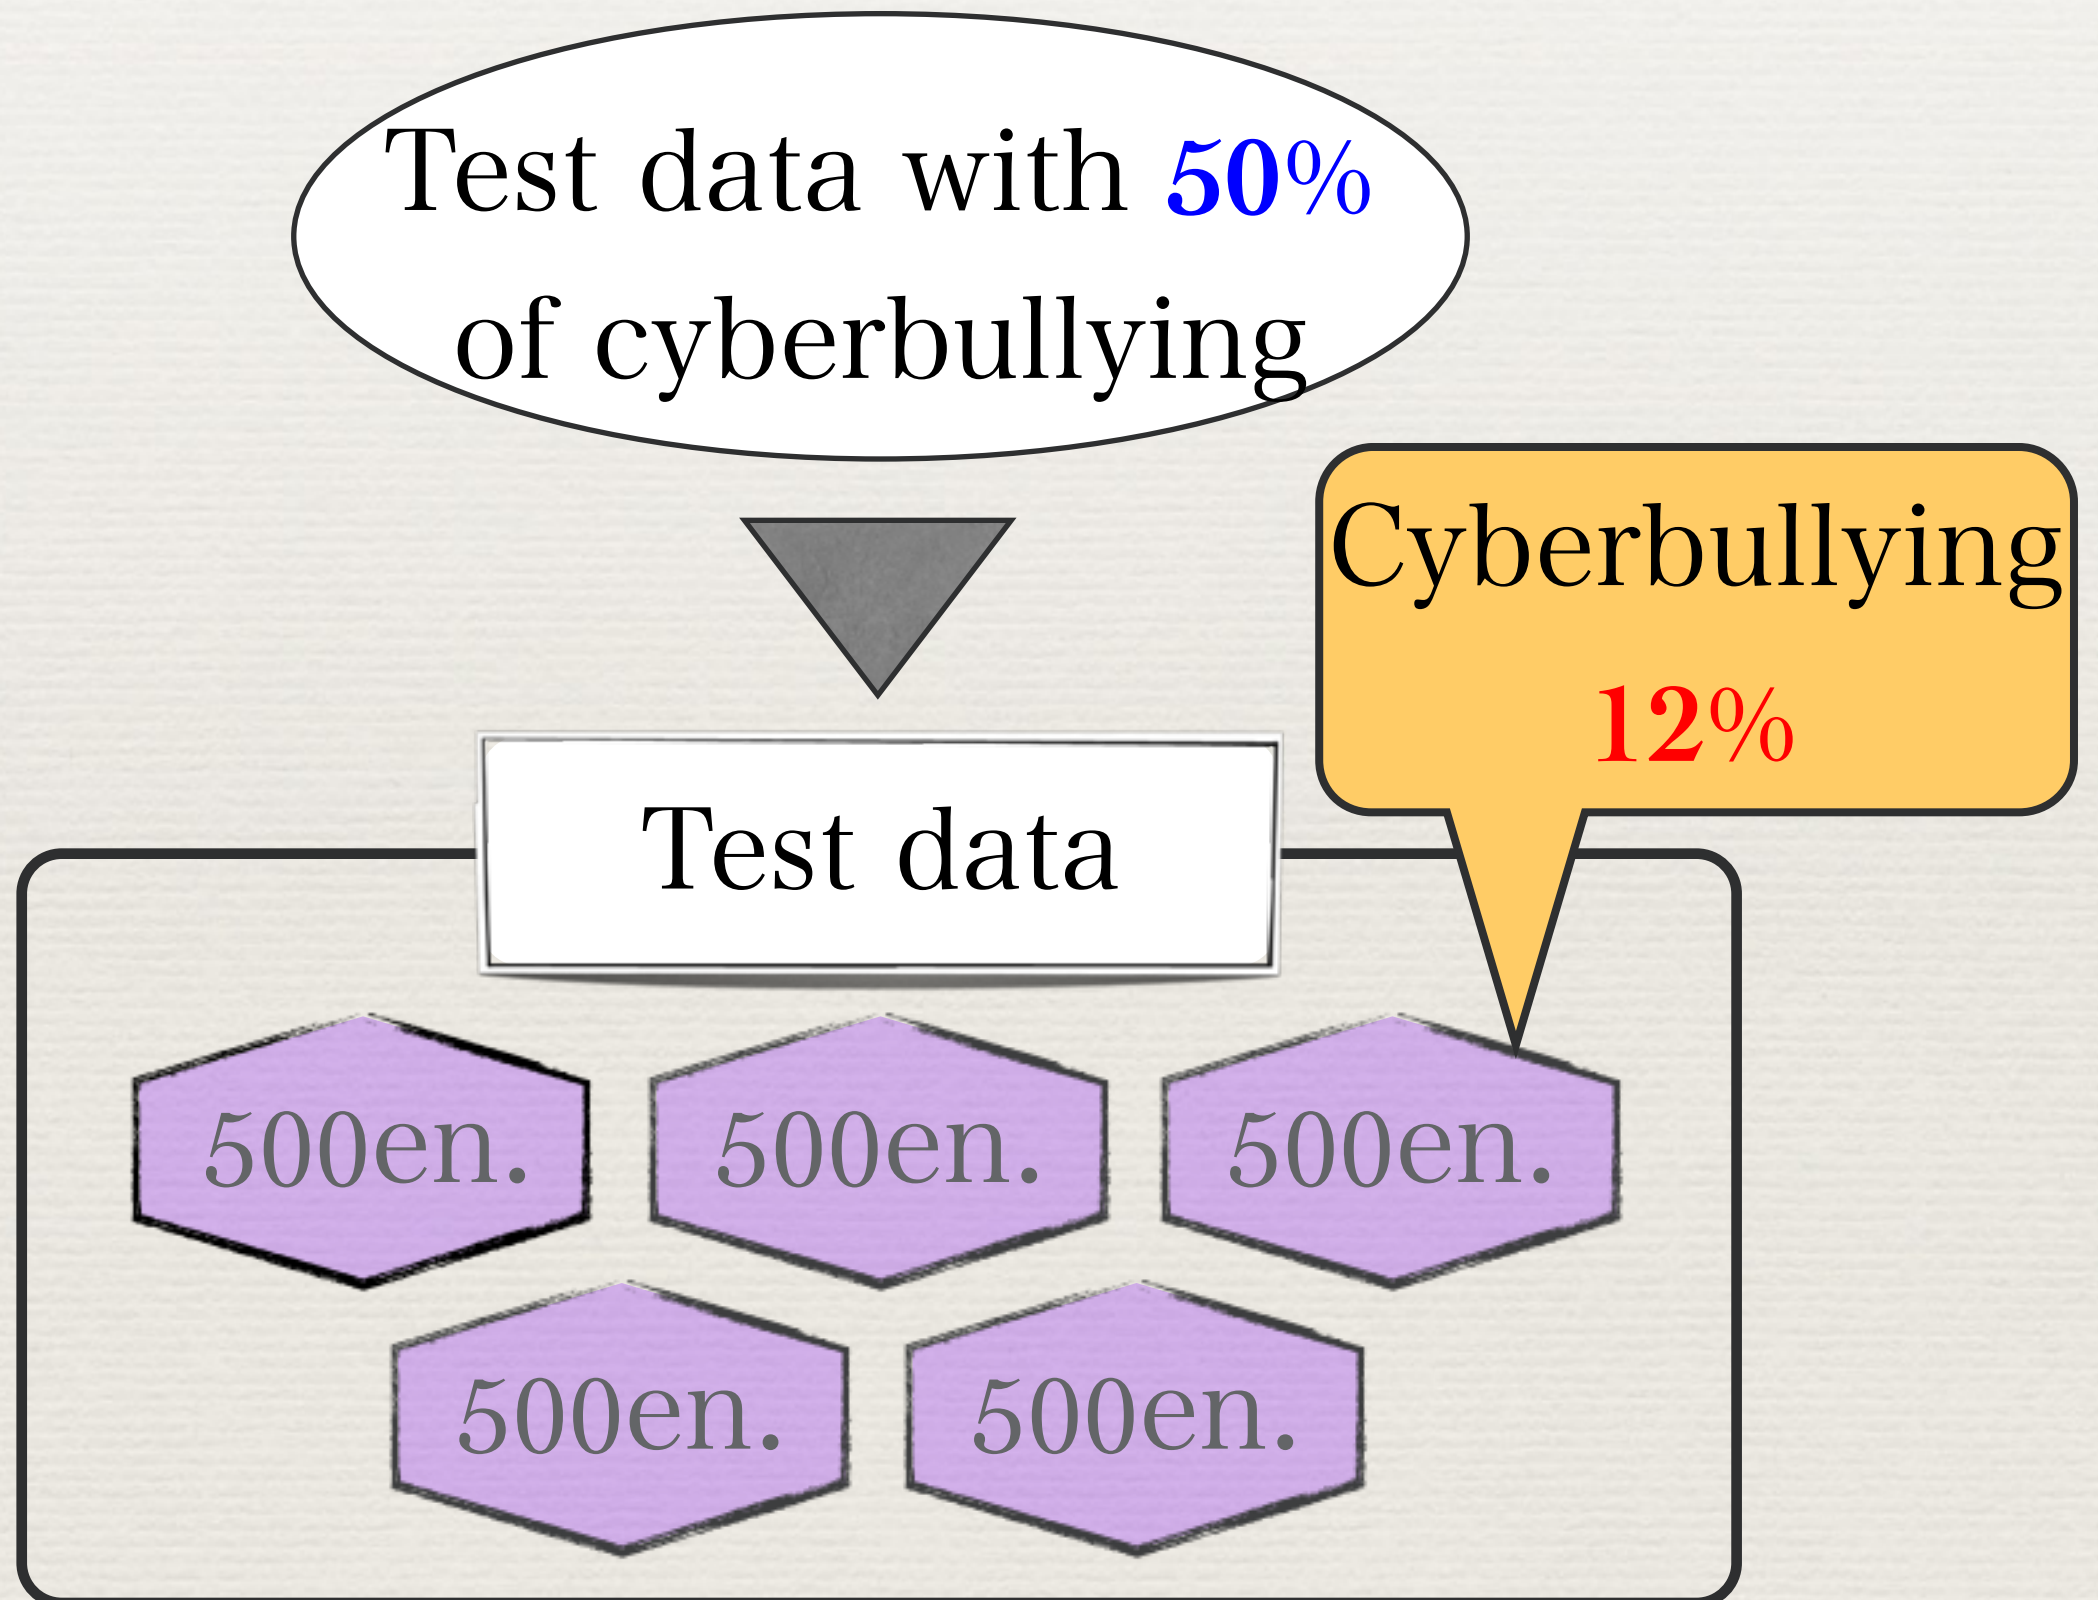 Test data with 50%
of cyberbullying
Cyberbullying
12%
Test data
500en.
500en.
500en.
500en.
500en.